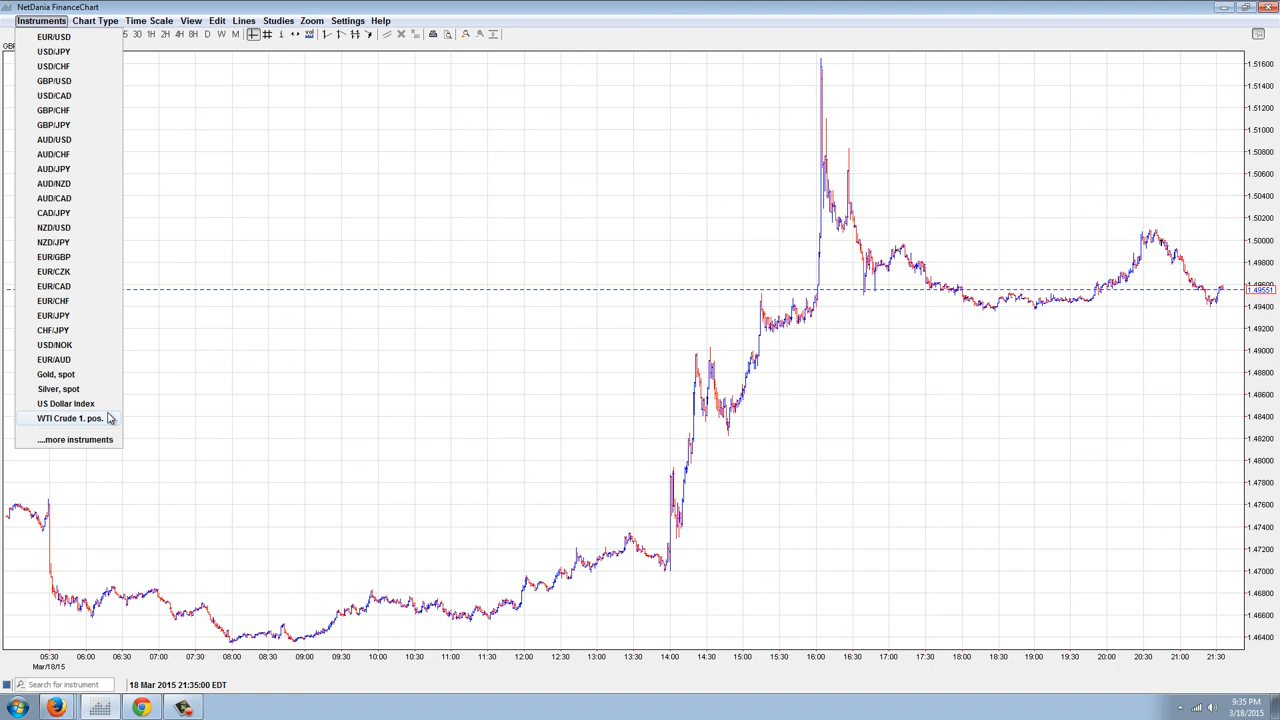 NetDania FinanceChart
Instruments Chart Type Time Scale View Edit Lines Studies Zoom Settings Help
5 30 1H 2H 4H 8H D W M
GB
EUR/USD
USD/JPY
USD/CHF
GBP/USD
USD/CAD
GBP/CHF
GBP/JPY
AUD/USD
AUD/CHF
AUD/JPY
AUD/NZD
AUD/CAD
CAD/JPY
NZD/USD
NZD/JPY
EUR/GBP
EUR/CZK
EUR/CAD
EUR/CHF
EUR/JPY
CHF/JPY
USD/NOK
EUR/AUD
Gold, spot
Silver, spot
US Dollar Index
WTI Crude 1. pos.
....more instruments
1.51600
1.51400
1.51200
1.51000
1.50800
1.50600
1.50400
1.50200
1.50000
1.49800
1.49551
1.49400
1.49200
1.49000
1.48800
1.48600
1.48400
1.48200
1.48000
1.47800
1.47600
1.47400
1.47200
1.47000
1.46800
1.46600
1.46400
05:30 06:00 06:30 07:00 07:30 08:00 08:30 09:00 09:30 10:00 10:30 11:00 11:30 12:00 12:30 13:00 13:30 14:00 14:30 15:00 15:30 16:00 16:30 17:00 17:30 18:00 18:30 19:00 19:30 20:00 20:30 21:00 21:30
Mar/18/15
Search for instrument 18 Mar 2015 21:35:00 EDT
9:35 PM
3/18/2015